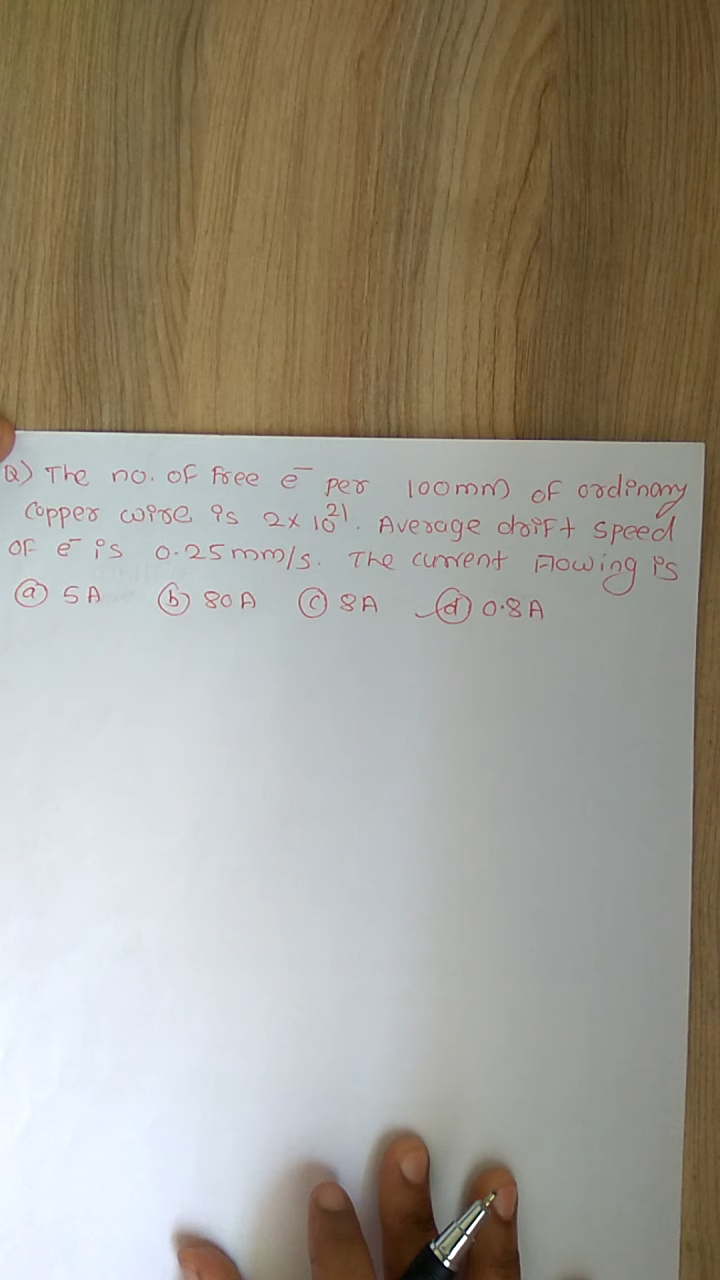 Q) The no. of free e⁻ per 100mm of ordinary
copper wire is 2×10²¹. Average drift speed
of e⁻ is 0.25mm/s. The current flowing is
ⓐ 5A ⓑ 80A ⓒ 8A ⓓ 0.8A